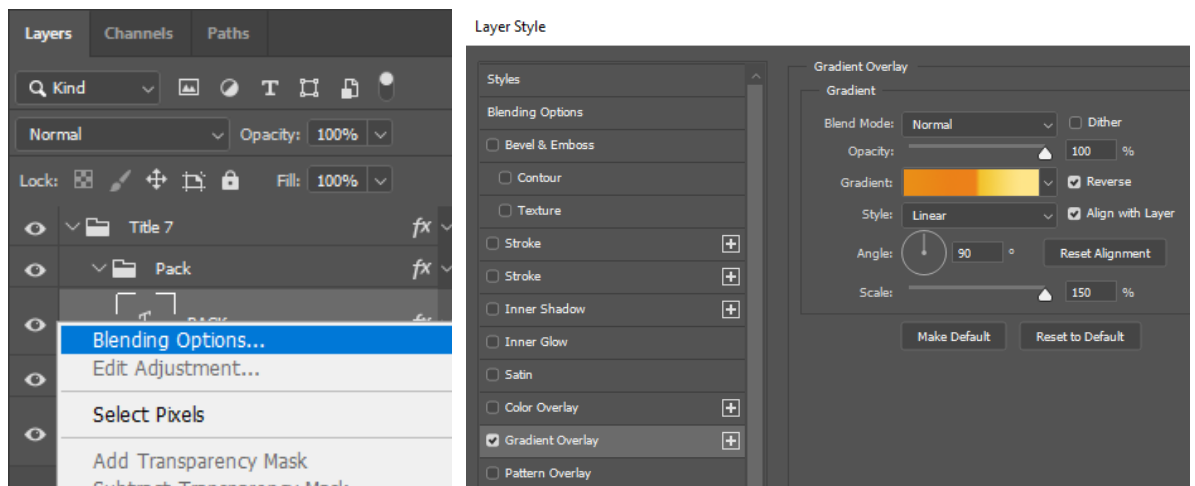 Layers Channels Paths
Kind
Normal Opacity: 100%
Lock: Fill: 100%
Title 7 fx
Pack fx
Blending Options...
Edit Adjustment...
Select Pixels
Add Transparency Mask
Layer Style
Styles
Blending Options
Bevel & Emboss
Contour
Texture
Stroke
Stroke
Inner Shadow
Inner Glow
Satin
Color Overlay
Gradient Overlay
Pattern Overlay
Gradient Overlay
Gradient
Blend Mode: Normal Dither
Opacity: 100 %
Gradient: Reverse
Style: Linear Align with Layer
Angle: 90 ° Reset Alignment
Scale: 150 %
Make Default Reset to Default